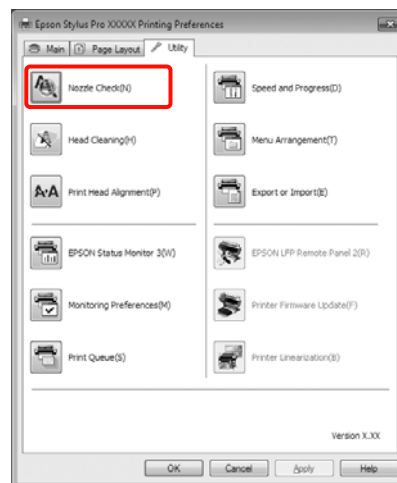 Epson Stylus Pro XXXXX Printing Preferences
Main
Page Layout
Utility
Nozzle Check(N)
Speed and Progress(D)
Head Cleaning(H)
Menu Arrangement(T)
A·A
Print Head Alignment(P)
Export or Import(E)
EPSON Status Monitor 3(W)
EPSON LFP Remote Panel 2(R)
Monitoring Preferences(M)
Printer Firmware Update(F)
Print Queue(S)
Printer Linearization(B)
Version X.XX
OK
Cancel
Apply
Help